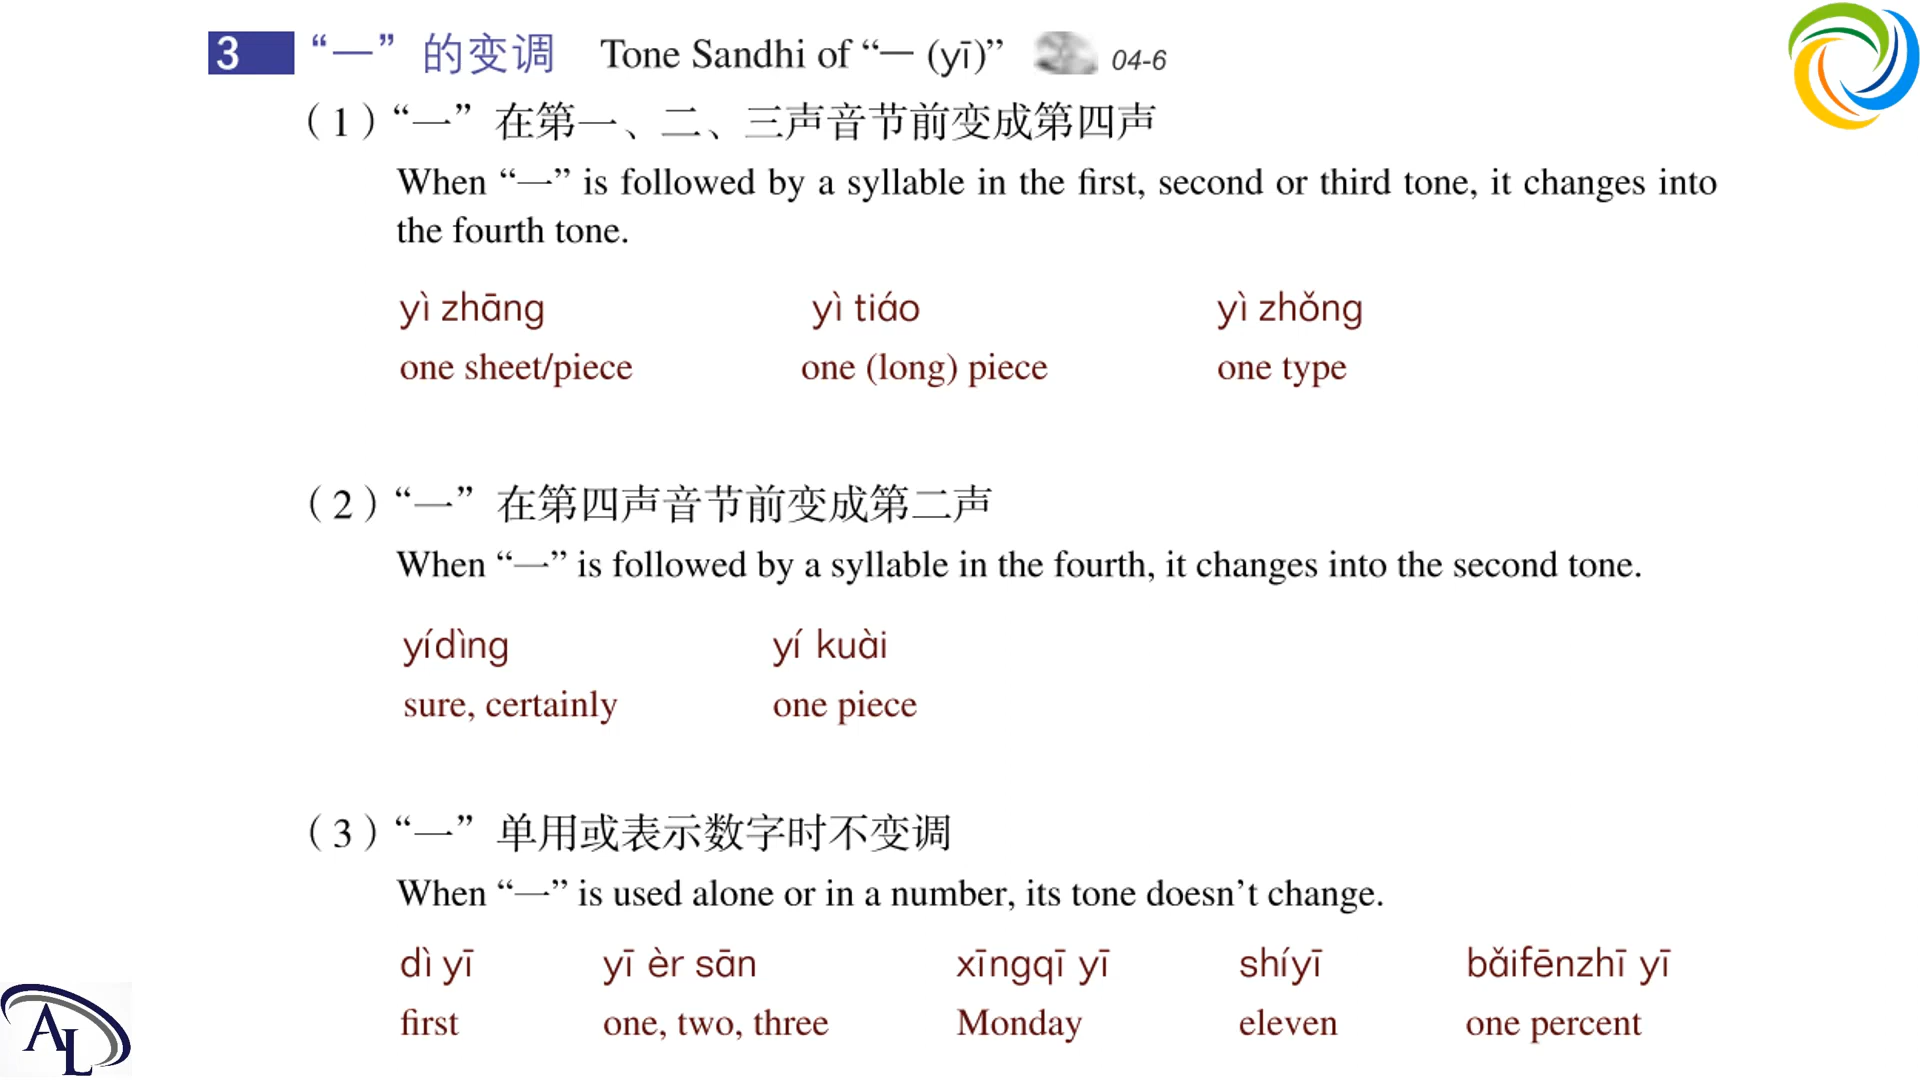 3 “一” 的变调 Tone Sandhi of “一 (yī)” 04-6
（1）“一” 在第一、二、三声音节前变成第四声
When “一” is followed by a syllable in the first, second or third tone, it changes into
the fourth tone.
yì zhāng yì tiáo yì zhǒng
one sheet/piece one (long) piece one type
（2）“一” 在第四声音节前变成第二声
When “一” is followed by a syllable in the fourth, it changes into the second tone.
yídìng yí kuài
sure, certainly one piece
（3）“一” 单用或表示数字时不变调
When “一” is used alone or in a number, its tone doesn’t change.
dì yī yī èr sān xīngqī yī shíyī bǎifēnzhī yī
first one, two, three Monday eleven one percent
AL